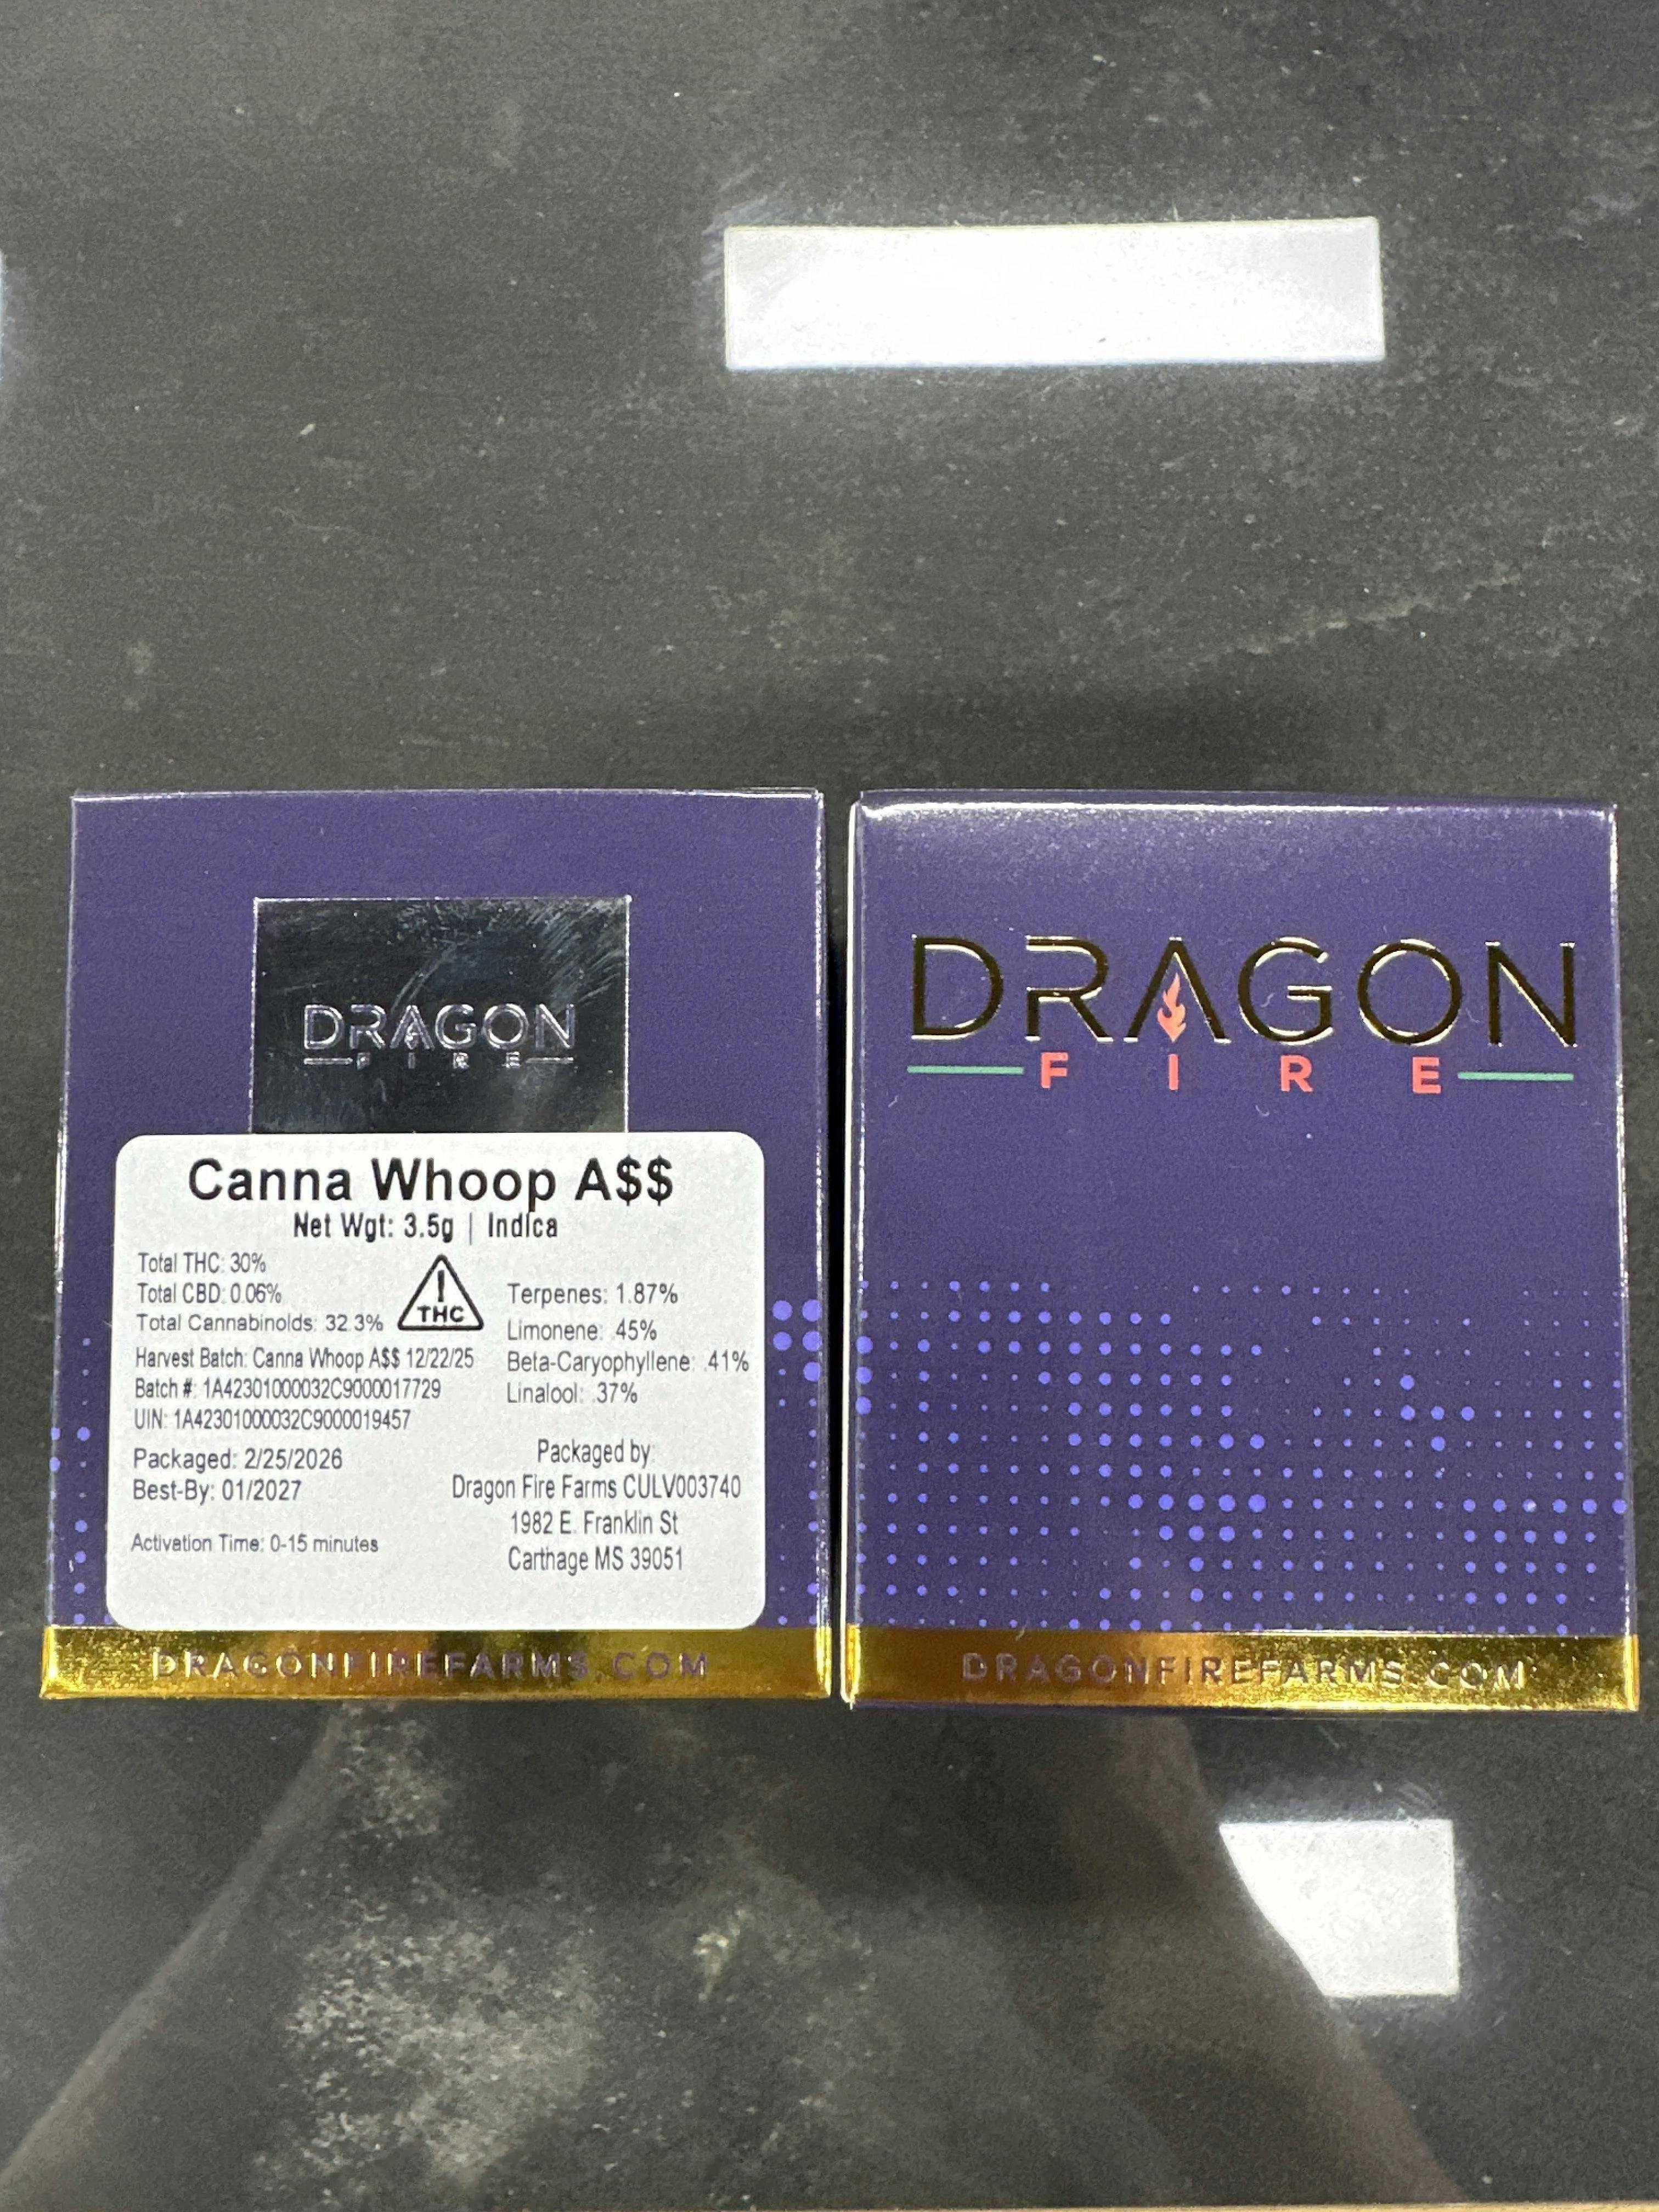 DRAGON
FIRE
Canna Whoop A$$
Net Wgt: 3.5g | Indica
Total THC: 30%
Total CBD: 0.06%
Total Cannabinolds: 32.3%
THC
Harvest Batch: Canna Whoop A$$ 12/22/25
Batch #: 1A42301000032C9000017729
UIN: 1A42301000032C9000019457
Packaged: 2/25/2026
Best-By: 01/2027
Activation Time: 0-15 minutes
Terpenes: 1.87%
Limonene: .45%
Beta-Caryophyllene: .41%
Linalool: .37%
Packaged by:
Dragon Fire Farms CULV003740
1982 E. Franklin St
Carthage MS 39051
DRAGONFIREFARMS.COM
DRAGON
FIRE
DRAGONFIREFARMS.COM